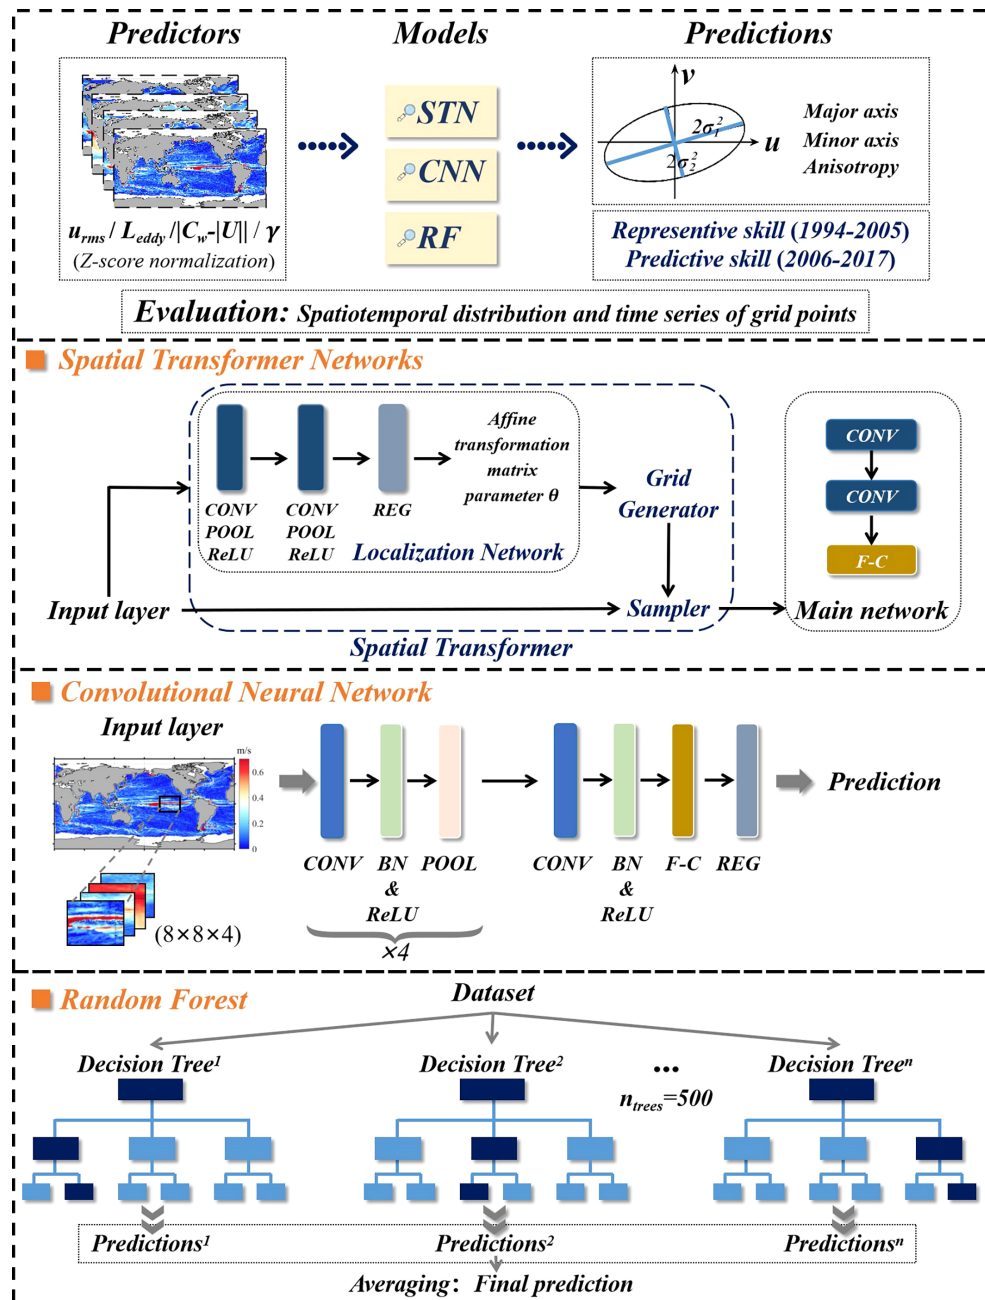 Predictors
Models
Predictions
STN
CNN
RF
v
u
2σ₁²
2σ₂²
Major axis
Minor axis
Anisotropy
u_rms / L_eddy /|C_w-|U|| / γ
(Z-score normalization)
Representive skill (1994-2005)
Predictive skill (2006-2017)
Evaluation: Spatiotemporal distribution and time series of grid points
Spatial Transformer Networks
CONV
POOL
ReLU
CONV
POOL
ReLU
REG
Affine
transformation
matrix
parameter θ
Localization Network
Grid
Generator
Input layer
Sampler
Spatial Transformer
CONV
CONV
F-C
Main network
Convolutional Neural Network
Input layer
m/s
0.6
0.4
0.2
0
(8×8×4)
CONV
BN
&
ReLU
POOL
×4
CONV
BN
&
ReLU
F-C
REG
Prediction
Random Forest
Dataset
Decision Tree¹
Decision Tree²
...
Decision Treeⁿ
n_trees=500
Predictions¹
Predictions²
Predictionsⁿ
Averaging: Final prediction